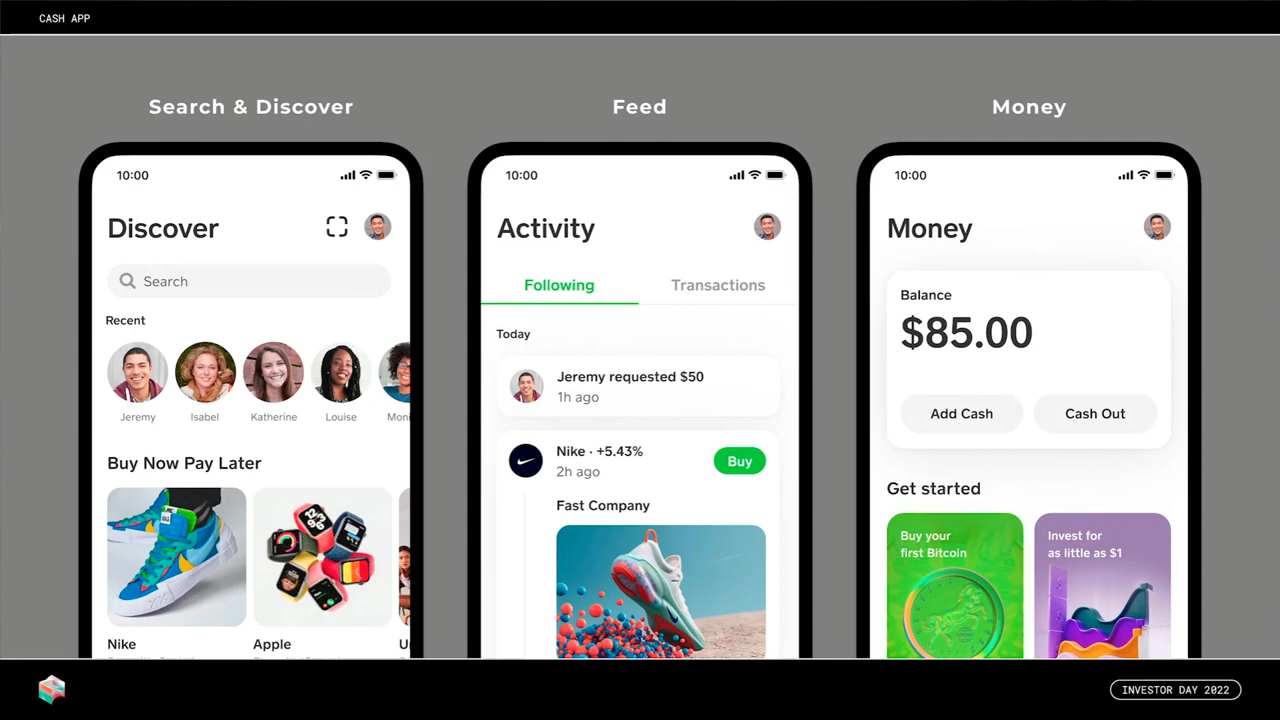 CASH APP
Search & Discover
Feed
Money
10:00
Discover
Search
Recent
Jeremy
Isabel
Katherine
Louise
Moni
Buy Now Pay Later
Nike
Apple
10:00
Activity
Following
Transactions
Today
Jeremy requested $50
1h ago
Nike · +5.43%
2h ago
Buy
Fast Company
10:00
Money
Balance
$85.00
Add Cash
Cash Out
Get started
Buy your
first Bitcoin
Invest for
as little as $1
INVESTOR DAY 2022